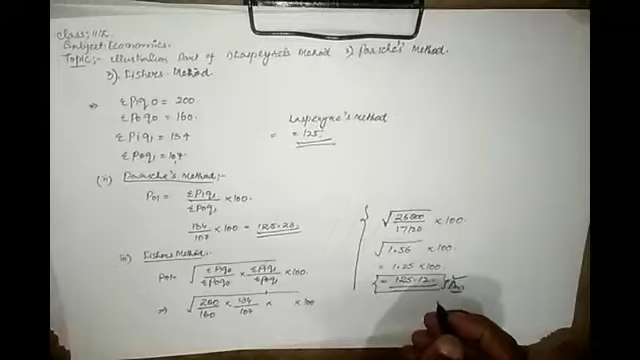 Class; 11th
Subject: Economics.
Topic:- illustration Part of 1) Laspeyre's Method 2) Paasche's Method
3). Fishers Method.
⇒ ΣP1q0 = 200
ΣP0q0 = 160.
ΣP1q1 = 134
ΣP0q1 = 107.
Laspeyre's Method
= = 125.
(ii) Paasche's Method:-
P01 = ΣP1q1/ΣP0q1 × 100.
134/107 × 100 = 125.23.
iii) Fishers Method:-
P01 = √ΣP1q0/ΣP0q0 × ΣP1q1/ΣP0q1 × 100.
⇒ √200/160 × 134/107 × × 100
√26800/17120 × 100.
√1.56 × 100.
= 1.25 × 100.
= 125.12 Ans